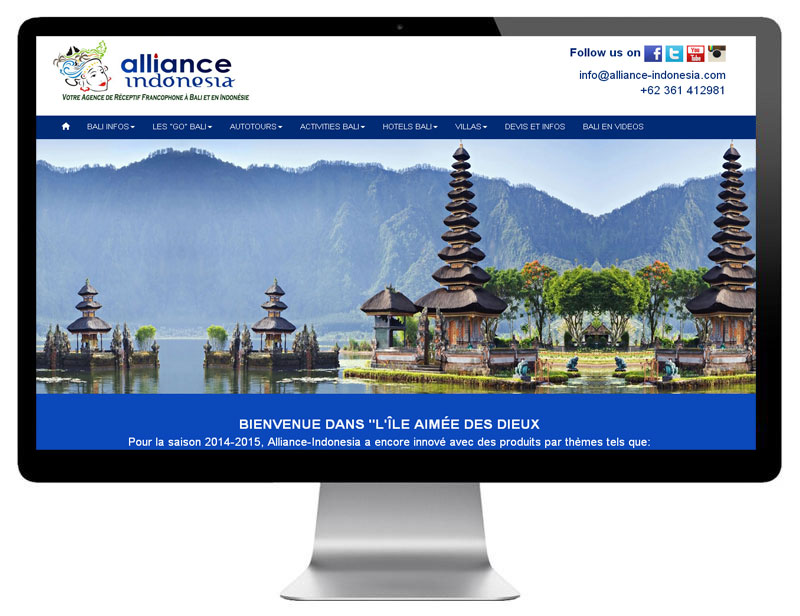 alliance
indonesia
VOTRE AGENCE DE RÉCEPTIF FRANCOPHONE À BALI ET EN INDONÉSIE
Follow us on
You
Tube
info@alliance-indonesia.com
+62 361 412981
BALI INFOS LES "GO" BALI AUTOTOURS ACTIVITIES BALI HOTELS BALI VILLAS DEVIS ET INFOS BALI EN VIDEOS
BIENVENUE DANS "L'ÎLE AIMÉE DES DIEUX
Pour la saison 2014-2015, Alliance-Indonesia a encore innové avec des produits par thèmes tels que: